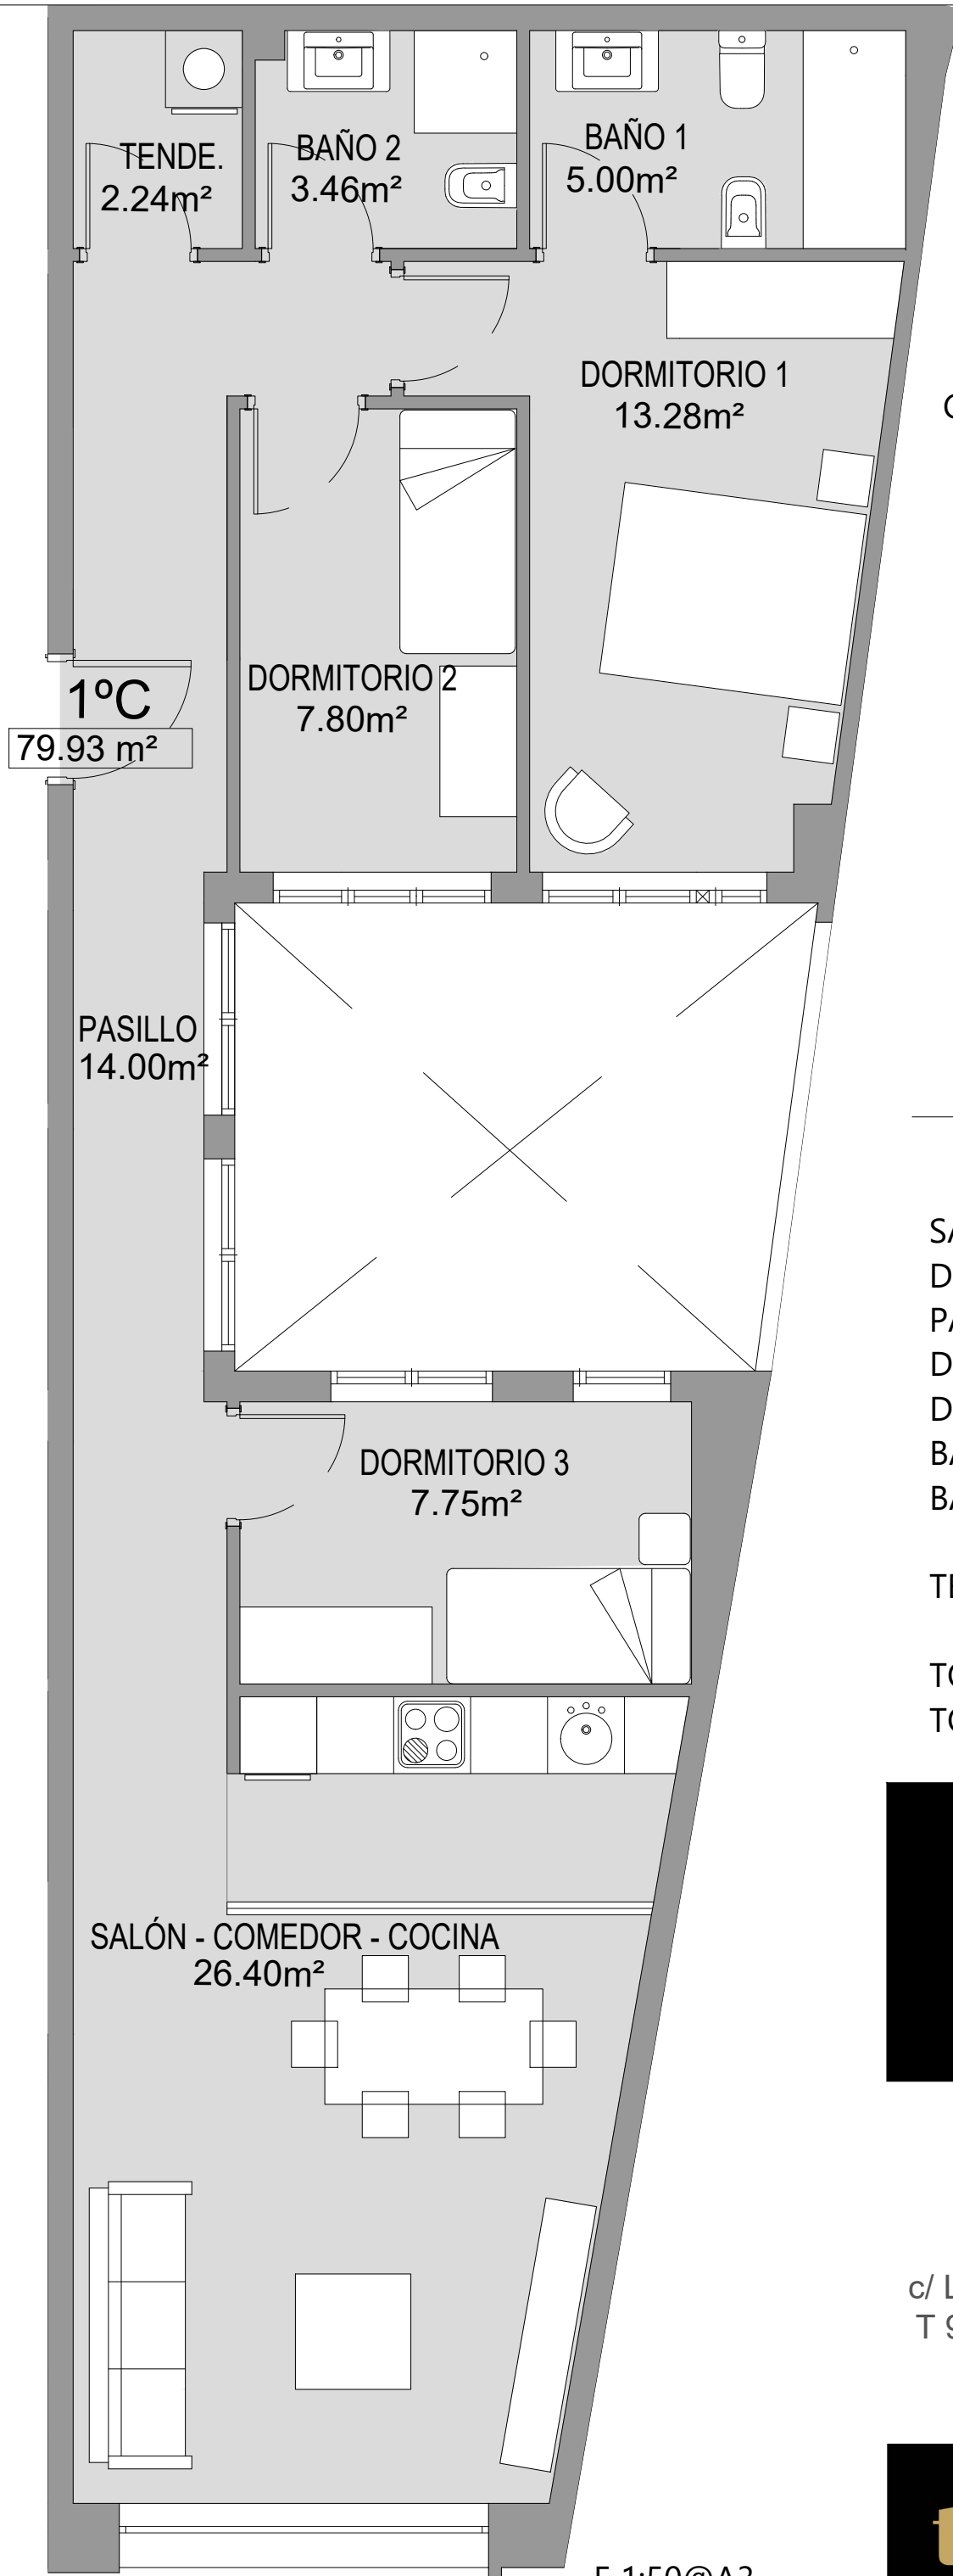 TENDE.
2.24m²
BAÑO 2
3.46m²
BAÑO 1
5.00m²
DORMITORIO 1
13.28m²
DORMITORIO 2
7.80m²
1ºC
79.93 m²
PASILLO
14.00m²
DORMITORIO 3
7.75m²
SALÓN - COMEDOR - COCINA
26.40m²
c/
T